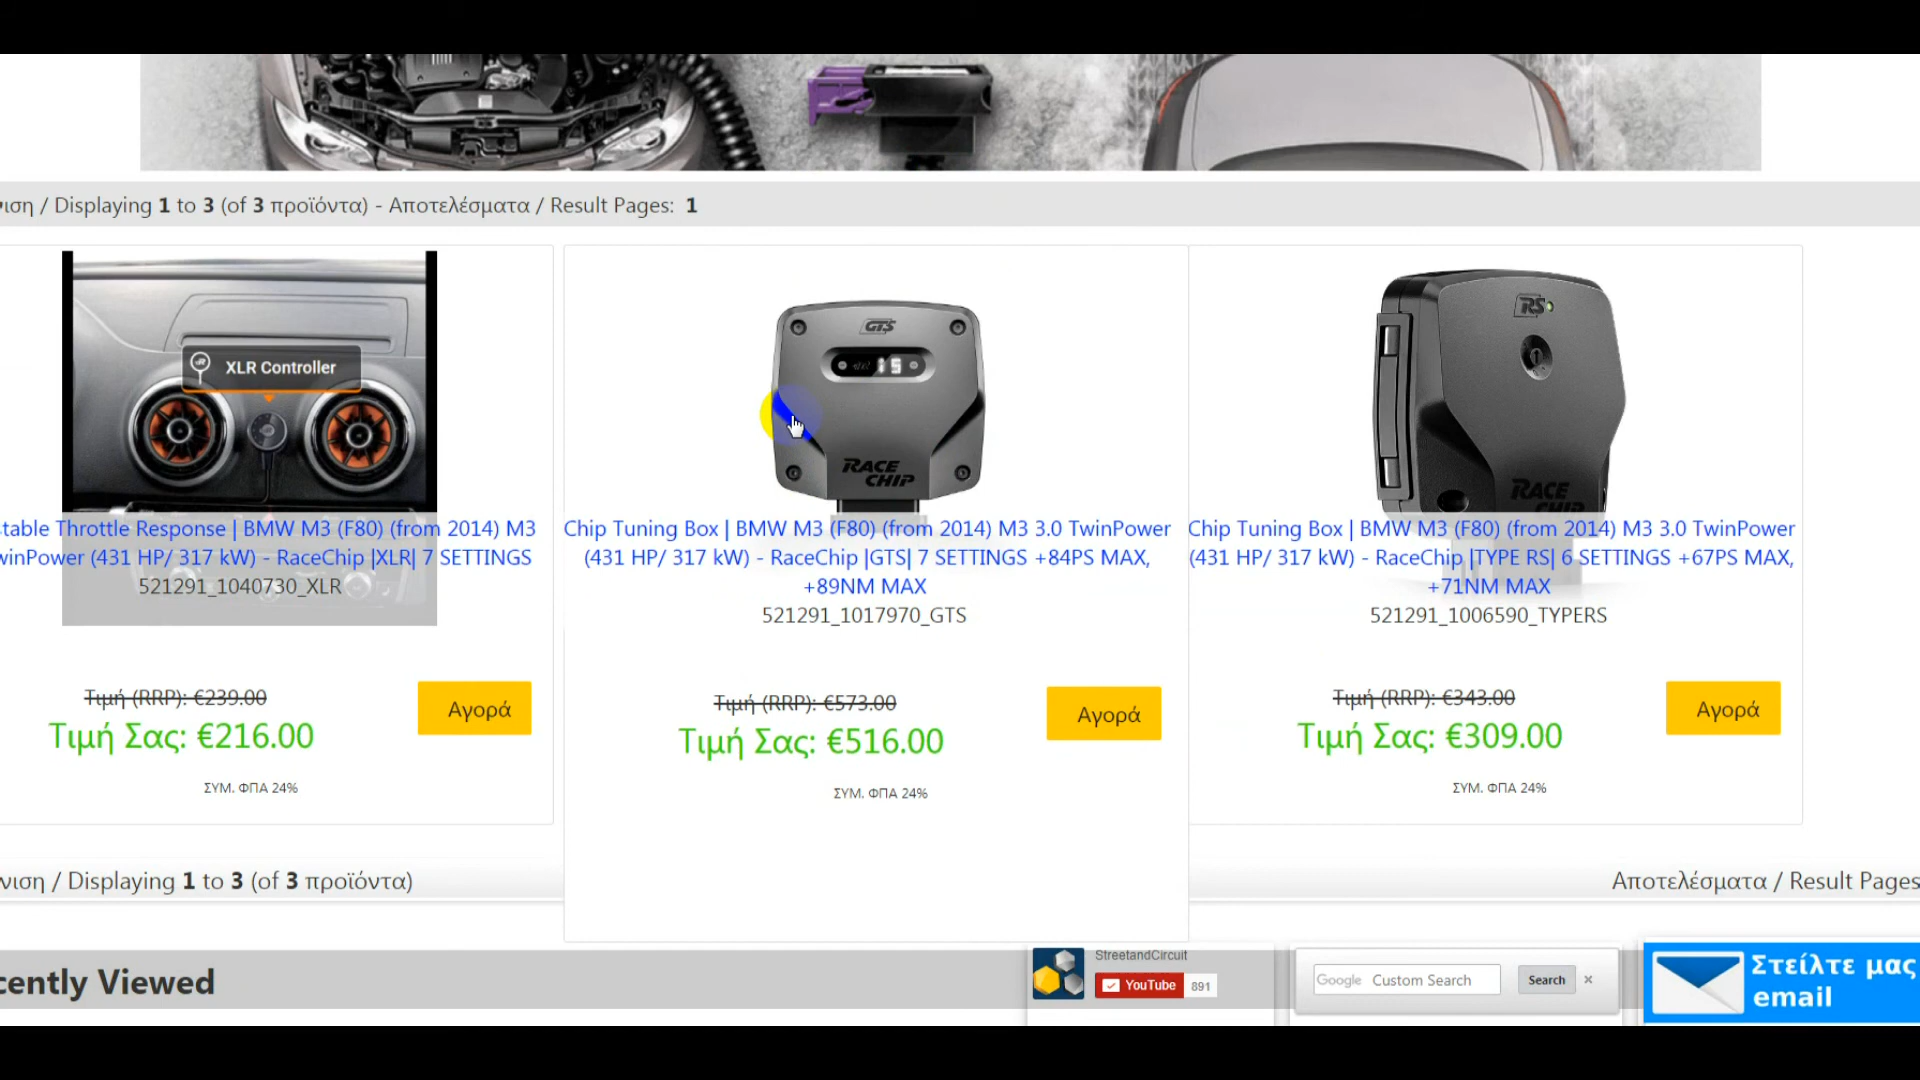 / Displaying 1 to 3 (of 3 προϊόντα) - Αποτελέσματα / Result Pages: 1
XLR Controller
Throttle Response | BMW M3 (F80) (from 2014) M3
(431 HP/ 317 kW) - RaceChip |XLR| 7 SETTINGS
521291_1040730_XLR
Τιμή (RRP): €239.00
Τιμή Σας: €216.00
Αγορά
ΣΥΜ. ΦΠΑ 24%
GTS
RACE
CHIP
Chip Tuning Box | BMW M3 (F80) (from 2014) M3 3.0 TwinPower
(431 HP/ 317 kW) - RaceChip |GTS| 7 SETTINGS +84PS MAX,
+89NM MAX
521291_1017970_GTS
Τιμή (RRP): €573.00
Τιμή Σας: €516.00
Αγορά
ΣΥΜ. ΦΠΑ 24%
RS
RACE
CHIP
Chip Tuning Box | BMW M3 (F80) (from 2014) M3 3.0 TwinPower
(431 HP/ 317 kW) - RaceChip |TYPE RS| 6 SETTINGS +67PS MAX,
+71NM MAX
521291_1006590_TYPERS
Τιμή (RRP): €343.00
Τιμή Σας: €309.00
Αγορά
ΣΥΜ. ΦΠΑ 24%
/ Displaying 1 to 3 (of 3 προϊόντα)
Αποτελέσματα / Result Pages
Viewed
StreetandCircuit
YouTube 891
Google Custom Search
Search ×
Στείλτε μας
email